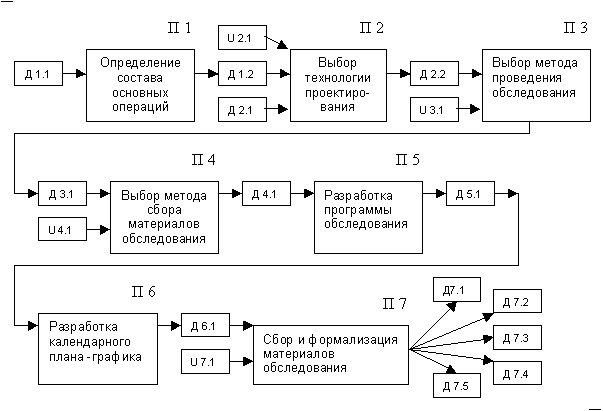 П 1
U 2.1
П 2
П 3
Д 1.1
Определение
состава
основных
операций
Д 1.2
Д 2.1
Выбор
технологии
проектиро-
вания
Д 2.2
U 3.1
Выбор метода
проведения
обследования
П 4
П 5
Д 3.1
U 4.1
Выбор метода
сбора
материалов
обследования
Д 4.1
Разработка
программы
обследования
Д 5.1
П 6
П 7
Разработка
календарного
плана - графика
Д 6.1
U 7.1
Сбор и формализация
материалов
обследования
Д7.1
Д 7.2
Д 7.3
Д 7.4
Д 7.5